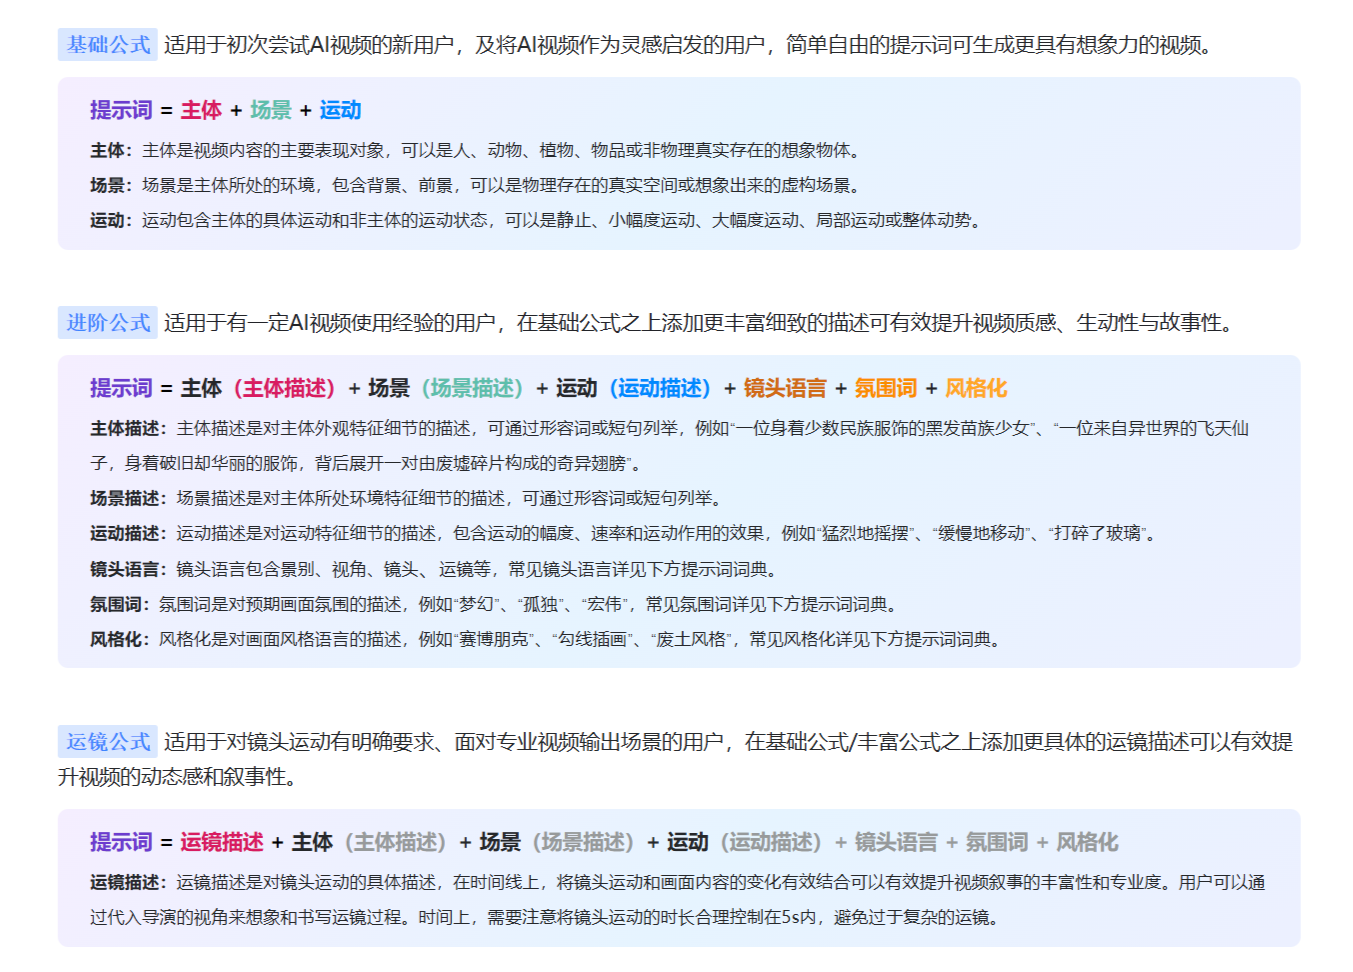 基础公式 适用于初次尝试AI视频的新用户，及将AI视频作为灵感启发的用户，简单自由的提示词可生成更具有想象力的视频。
提示词 = 主体 + 场景 + 运动
主体：主体是视频内容的主要表现对象，可以是人、动物、植物、物品或非物理真实存在的想象物体。
场景：场景是主体所处的环境，包含背景、前景，可以是物理存在的真实空间或想象出来的虚构场景。
运动：运动包含主体的具体运动和非主体的运动状态，可以是静止、小幅度运动、大幅度运动、局部运动或整体动势。
进阶公式 适用于有一定AI视频使用经验的用户，在基础公式之上添加更丰富细致的描述可有效提升视频质感、生动性与故事性。
提示词 = 主体（主体描述）+ 场景（场景描述）+ 运动（运动描述）+ 镜头语言 + 氛围词 + 风格化
主体描述：主体描述是对主体外观特征细节的描述，可通过形容词或短句列举，例如“一位身着少数民族服饰的黑发苗族少女”、“一位来自异世界的飞天仙
子，身着破旧却华丽的服饰，背后展开一对由废墟碎片构成的奇异翅膀”。
场景描述：场景描述是对主体所处环境特征细节的描述，可通过形容词或短句列举。
运动描述：运动描述是对运动特征细节的描述，包含运动的幅度、速率和运动作用的效果，例如“猛烈地摇摆”、“缓慢地移动”、“打碎了玻璃”。
镜头语言：镜头语言包含景别、视角、镜头、 运镜等，常见镜头语言详见下方提示词词典。
氛围词：氛围词是对预期画面氛围的描述，例如“梦幻”、“孤独”、“宏伟”，常见氛围词详见下方提示词词典。
风格化：风格化是对画面风格语言的描述，例如“赛博朋克”、“勾线插画”、“废土风格”，常见风格化详见下方提示词词典。
运镜公式 适用于对镜头运动有明确要求、面对专业视频输出场景的用户，在基础公式/丰富公式之上添加更具体的运镜描述可以有效提
升视频的动态感和叙事性。
提示词 = 运镜描述 + 主体（主体描述）+ 场景（场景描述）+ 运动（运动描述）+ 镜头语言 + 氛围词 + 风格化
运镜描述：运镜描述是对镜头运动的具体描述，在时间线上，将镜头运动和画面内容的变化有效结合可以有效提升视频叙事的丰富性和专业度。用户可以通
过代入导演的视角来想象和书写运镜过程。时间上，需要注意将镜头运动的时长合理控制在5s内，避免过于复杂的运镜。